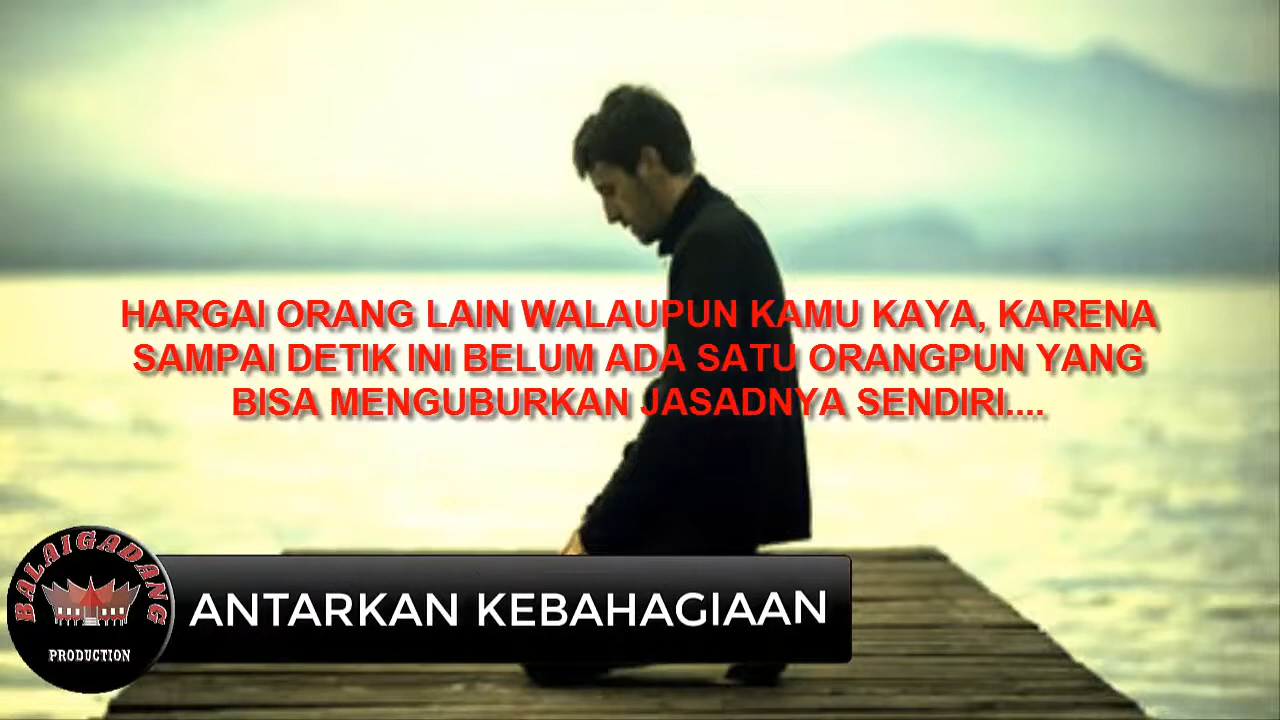 HARGAI ORANG LAIN WALAUPUN KAMU KAYA, KARENA
SAMPAI DETIK INI BELUM ADA SATU ORANGPUN YANG
BISA MENGUBURKAN JASADNYA SENDIRI....
BALAIGADANG
PRODUCTION
ANTARKAN KEBAHAGIAAN